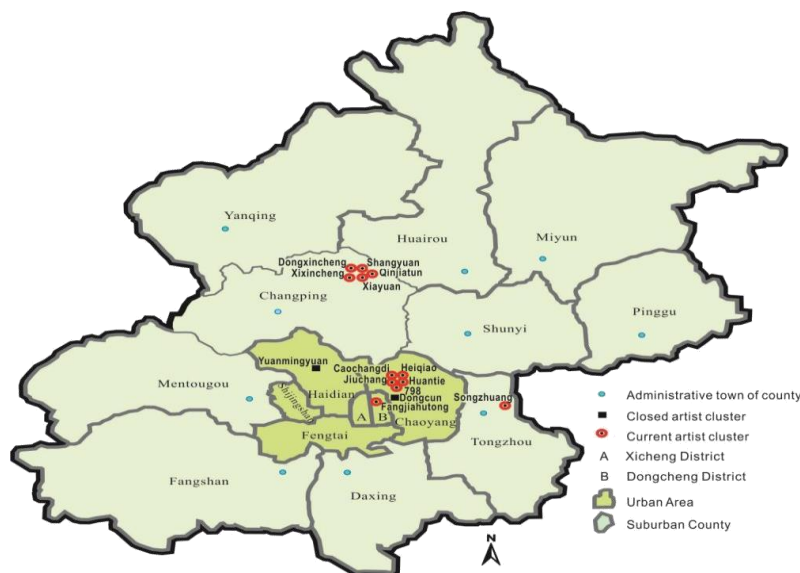 Yanqing
Huairou
Miyun
Dongxincheng
Shangyuan
Xixincheng
Qinjiatun
Xiayuan
Changping
Pinggu
Shunyi
Yuanmingyuan
Caochangdi
Heiqiao
Jiuchang
Huantie
798
Mentougou
Shijingshan
Haidian
Dongcun
Songzhuang
Fangjiahutong
A
B
Chaoyang
Fengtai
Tongzhou
Fangshan
Daxing
Administrative town of county
Closed artist cluster
Current artist cluster
A Xicheng District
B Dongcheng District
Urban Area
Suburban County
N